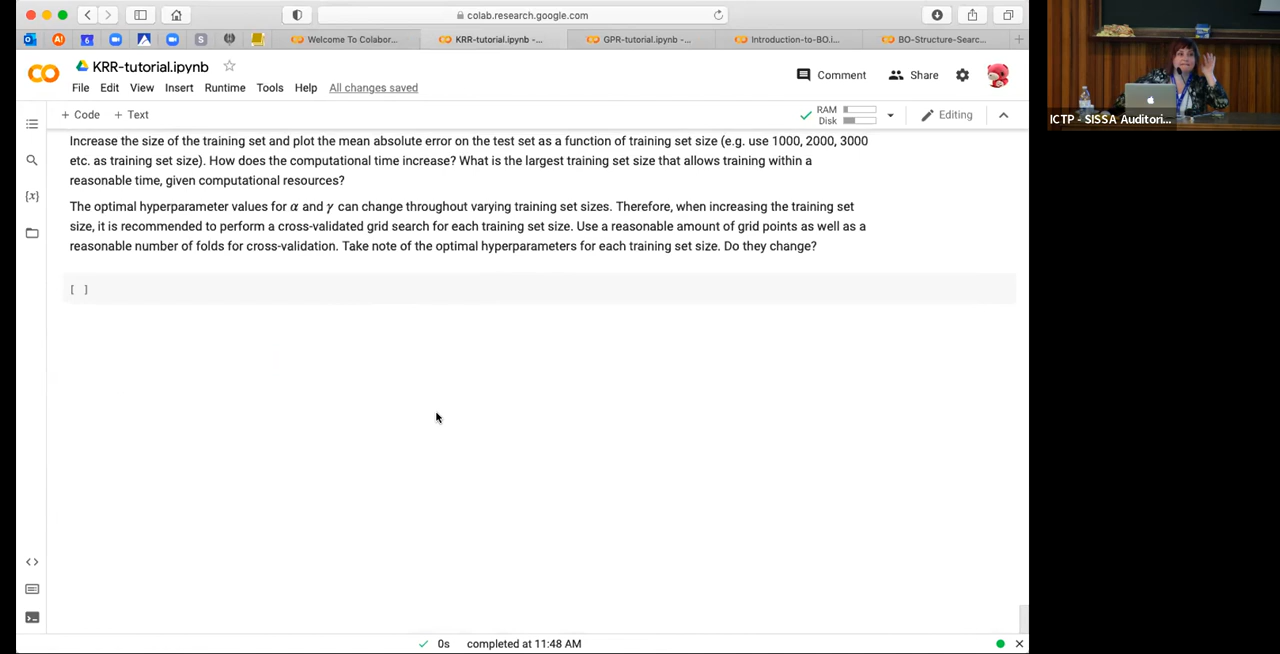 colab.research.google.com
6
S
Welcome To Colabor...
KRR-tutorial.ipynb -...
GPR-tutorial.ipynb -...
Introduction-to-BO.i...
BO-Structure-Searc...
CO
KRR-tutorial.ipynb
File Edit View Insert Runtime Tools Help All changes saved
Comment
Share
+ Code + Text
RAM
Disk
Editing
Increase the size of the training set and plot the mean absolute error on the test set as a function of training set size (e.g. use 1000, 2000, 3000
etc. as training set size). How does the computational time increase? What is the largest training set size that allows training within a
reasonable time, given computational resources?
The optimal hyperparameter values for α and γ can change throughout varying training set sizes. Therefore, when increasing the training set
size, it is recommended to perform a cross-validated grid search for each training set size. Use a reasonable amount of grid points as well as a
reasonable number of folds for cross-validation. Take note of the optimal hyperparameters for each training set size. Do they change?
[ ]
{x}
0s completed at 11:48 AM
ICTP - SISSA Auditori...